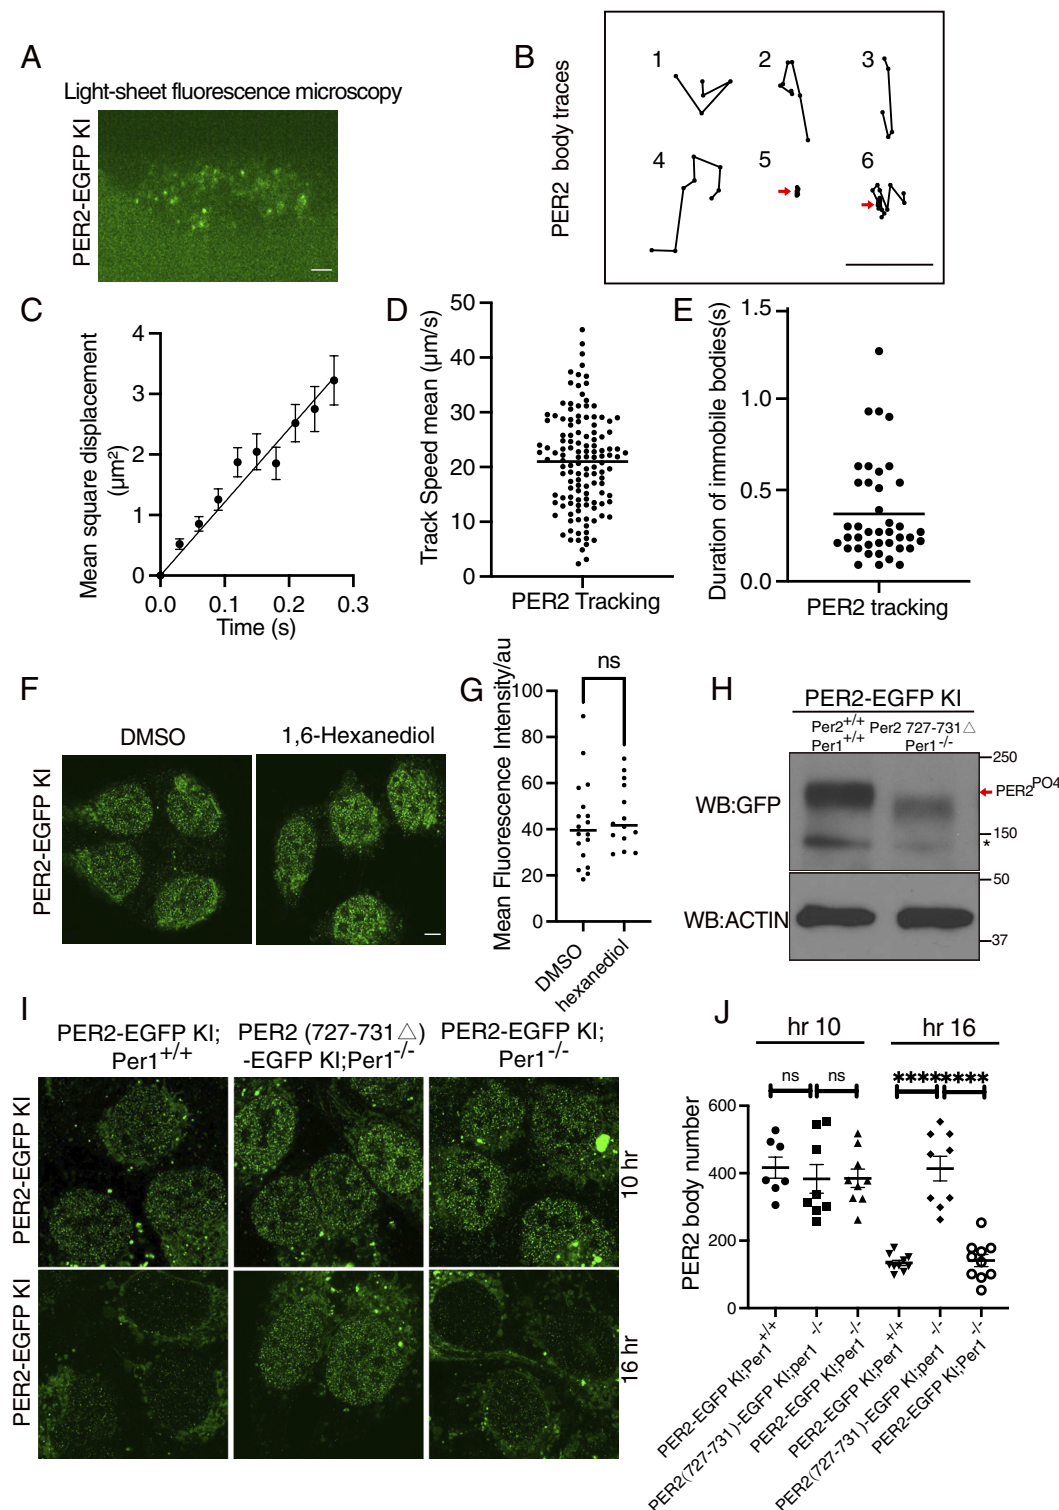 A
Light-sheet fluorescence microscopy
PER2-EGFP KI
B
PER2 body traces
1
2
3
4
5
6
C
Mean square displacement
(µm²)
4
3
2
1
0
0.0
0.1
0.2
0.3
Time (s)
D
Track Speed mean (µm/s)
50
40
30
20
10
0
PER2 Tracking
E
Duration of immobile bodies(s)
1.5
1.0
0.5
0.0
PER2 tracking
F
PER2-EGFP KI
DMSO
1,6-Hexanediol
G
Mean Fluorescence Intensity/au
ns
100
80
60
40
20
0
DMSO
hexanediol
H
PER2-EGFP KI
Per2+/+
Per1+/+
Per2 727-731△
Per1-/-
WB:GFP
250
PER2PO4
150
*
50
WB:ACTIN
37
I
PER2-EGFP KI;
Per1+/+
PER2 (727-731△)
-EGFP KI;Per1-/-
PER2-EGFP KI;
Per1-/-
PER2-EGFP KI
10 hr
PER2-EGFP KI
16 hr
J
hr 10
hr 16
ns
ns
****
****
PER2 body number
600
400
200
0
PER2-EGFP KI;Per1+/+
PER2(727-731)-EGFP KI;per1-/-
PER2-EGFP KI;Per1-/-
PER2-EGFP KI;Per1+/+
PER2(727-731)-EGFP KI;per1-/-
PER2-EGFP KI;Per1-/-